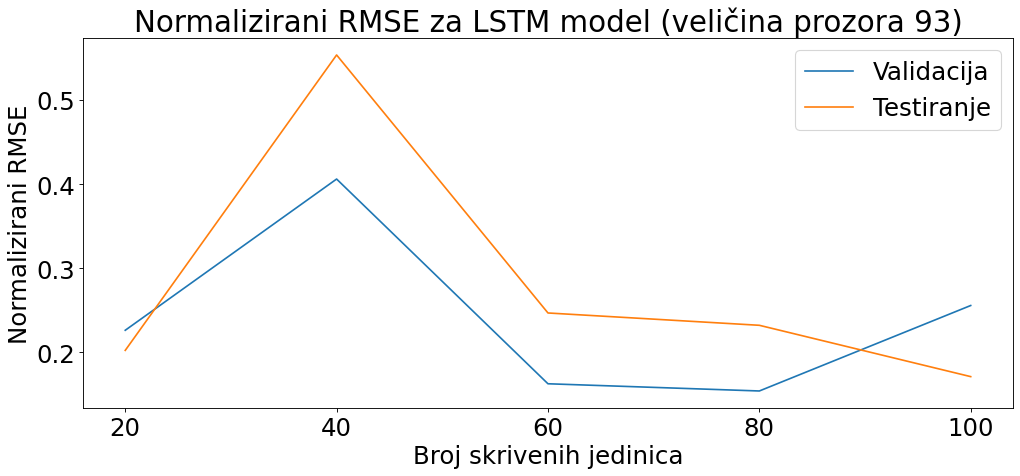 Normalizirani RMSE za LSTM model (veličina prozora 93)
Validacija
Testiranje
Normalizirani RMSE
0.5
0.4
0.3
0.2
20 40 60 80 100
Broj skrivenih jedinica